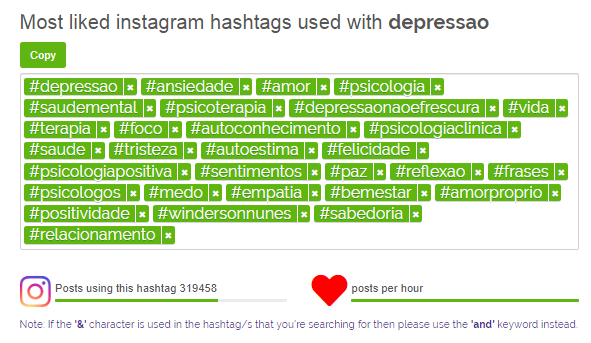 Most liked instagram hashtags used with depressao
Copy
#depressao × #ansiedade × #amor × #psicologia ×
#saudemental × #psicoterapia × #depressaonaoefrescura × #vida ×
#terapia × #foco × #autoconhecimento × #psicologiaclinica ×
#saude × #tristeza × #autoestima × #felicidade ×
#psicologiapositiva × #sentimentos × #paz × #reflexao × #frases ×
#psicologos × #medo × #empatia × #bemestar × #amorproprio ×
#positividade × #windersonnunes × #sabedoria ×
#relacionamento ×
Posts using this hashtag 319458
posts per hour
Note: If the '&' character is used in the hashtag/s that you're searching for then please use the 'and' keyword instead.